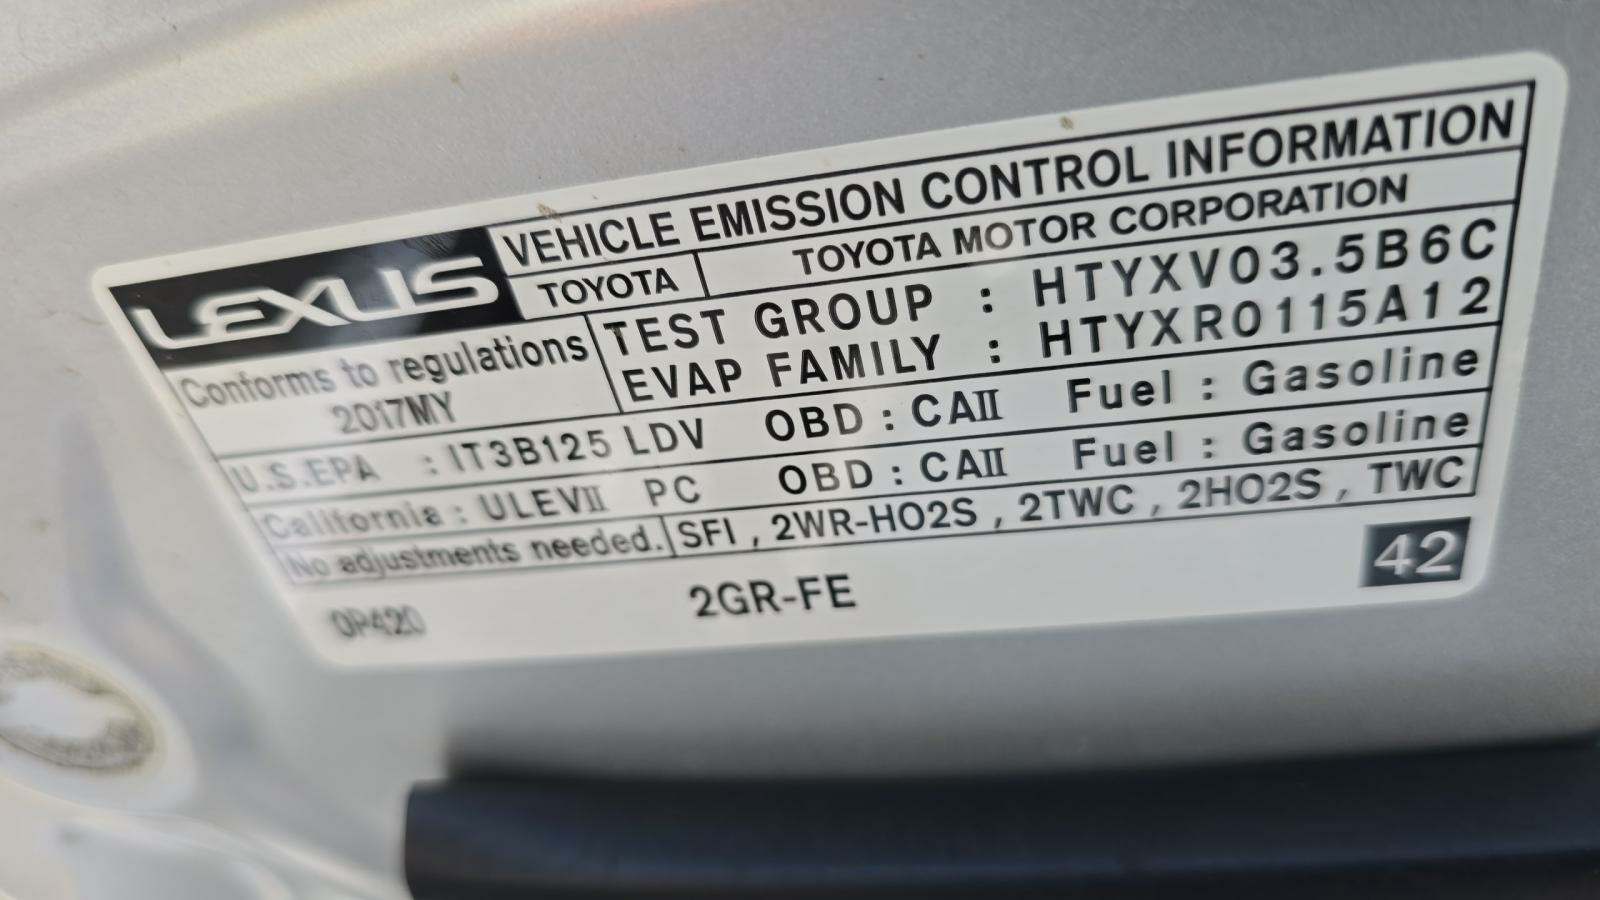 LEXUS VEHICLE EMISSION CONTROL INFORMATION
TOYOTA TOYOTA MOTOR CORPORATION
Conforms to regulations
2017MY
TEST GROUP : HTYXV03.5B6C
EVAP FAMILY : HTYXR0115A12
U.S.EPA : IT3B125 LDV OBD : CAII Fuel : Gasoline
California : ULEVII PC OBD : CAII Fuel : Gasoline
No adjustments needed. SFI , 2WR-HO2S , 2TWC , 2HO2S , TWC
0P420 2GR-FE 42